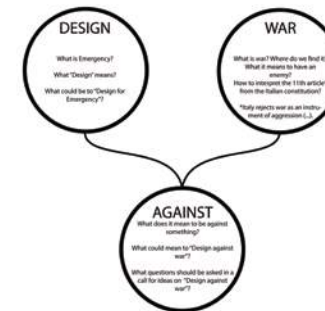 DESIGN
What is Emergency?
What "Design" means?
What could be to "Design for
Emergency"?
WAR
What is war? Where do we find it
What it means to have an
enemy?
How to interpret the 11th article
from the Italian constitution?
"Italy rejects war as an instru-
ment of aggression (...).
AGAINST
What does it mean to be against
something?
What could mean to "Design against
war"?
What questions should be asked in a
call for ideas on "Design against
war"?